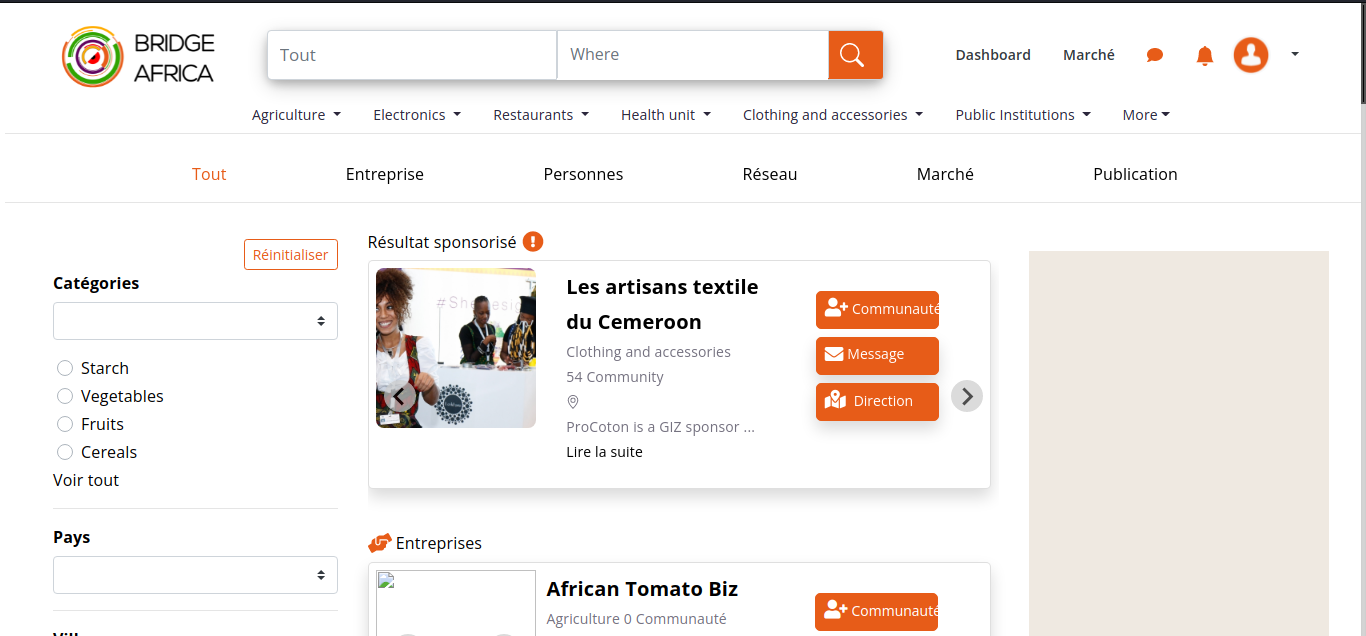 BRIDGE
AFRICA
Tout
Where
Dashboard
Marché
Agriculture
Electronics
Restaurants
Health unit
Clothing and accessories
Public Institutions
More
Tout
Entreprise
Personnes
Réseau
Marché
Publication
Réinitialiser
Catégories
Starch
Vegetables
Fruits
Cereals
Voir tout
Pays
Résultat sponsorisé
Les artisans textile
du Cemeroon
Clothing and accessories
54 Community
ProCoton is a GIZ sponsor ...
Lire la suite
Communauté
Message
Direction
Entreprises
African Tomato Biz
Agriculture 0 Communauté
Communauté